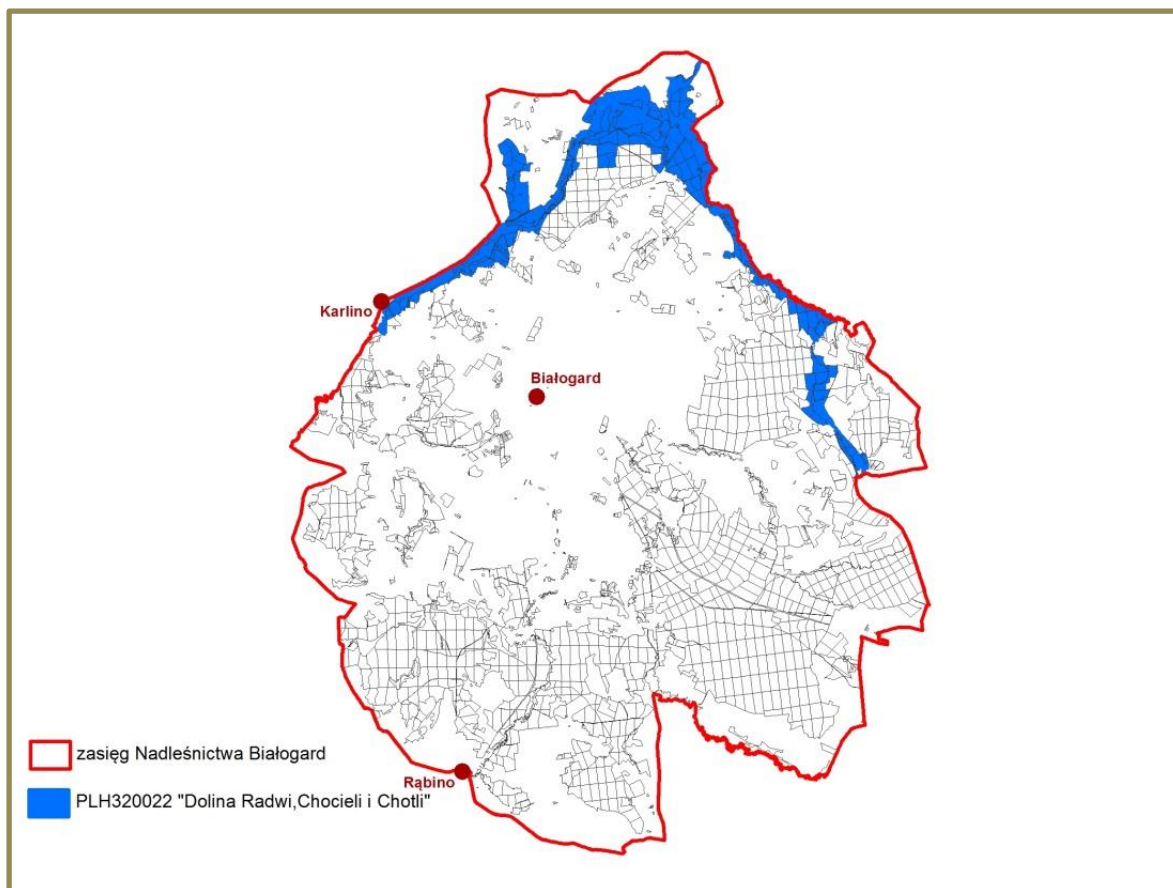 Karlino
Białogard
zasięg Nadleśnictwa Białogard
Rąbino
PLH320022 "Dolina Radwi,Chocieli i Chotli"